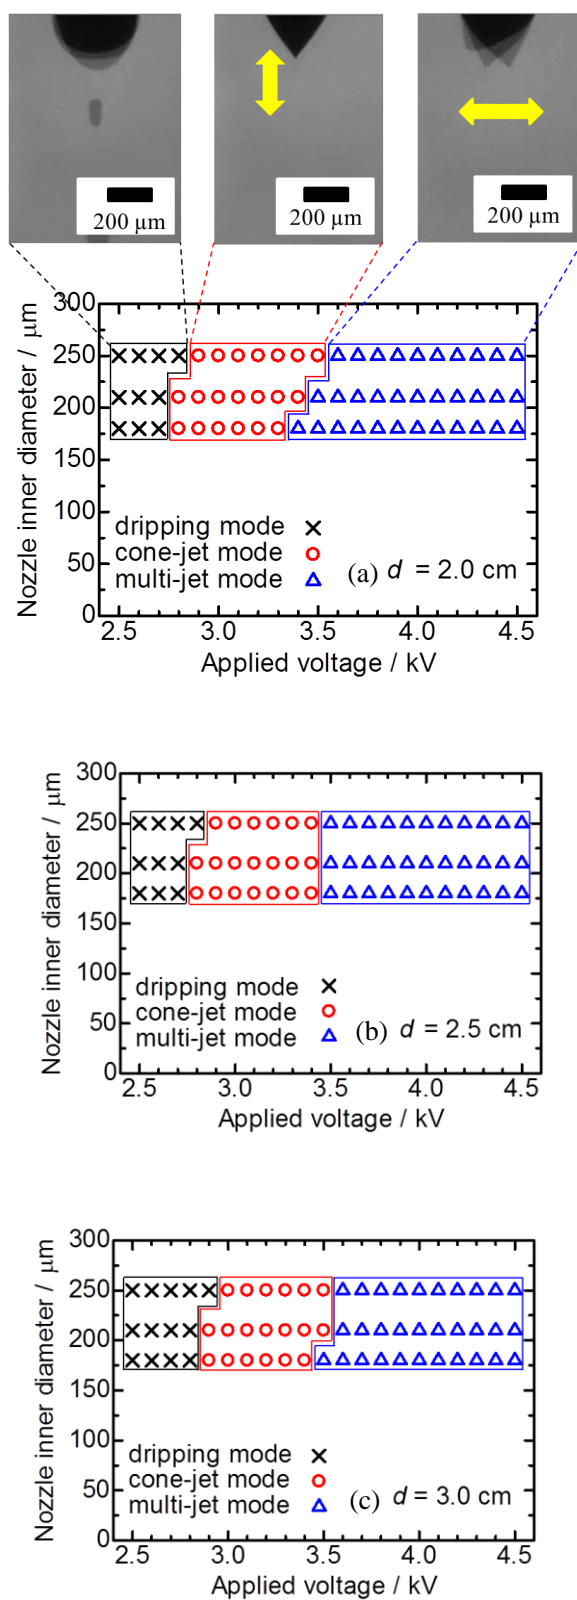 200 µm
200 µm
200 µm
300
250
200
150
100
50
0
Nozzle inner diameter / µm
dripping mode
cone-jet mode
multi-jet mode
(a) d = 2.0 cm
2.5 3.0 3.5 4.0 4.5
Applied voltage / kV
300
250
200
150
100
50
0
Nozzle inner diameter / µm
dripping mode
cone-jet mode
multi-jet mode
(b) d = 2.5 cm
2.5 3.0 3.5 4.0 4.5
Applied voltage / kV
300
250
200
150
100
50
0
Nozzle inner diameter / µm
dripping mode
cone-jet mode
multi-jet mode
(c) d = 3.0 cm
2.5 3.0 3.5 4.0 4.5
Applied voltage / kV